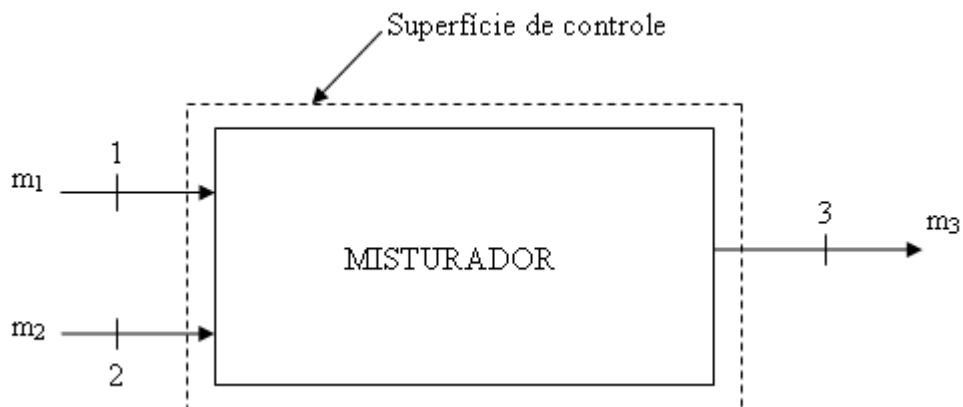 Superfície de controle
1
m1
3
m3
MISTURADOR
m2
2